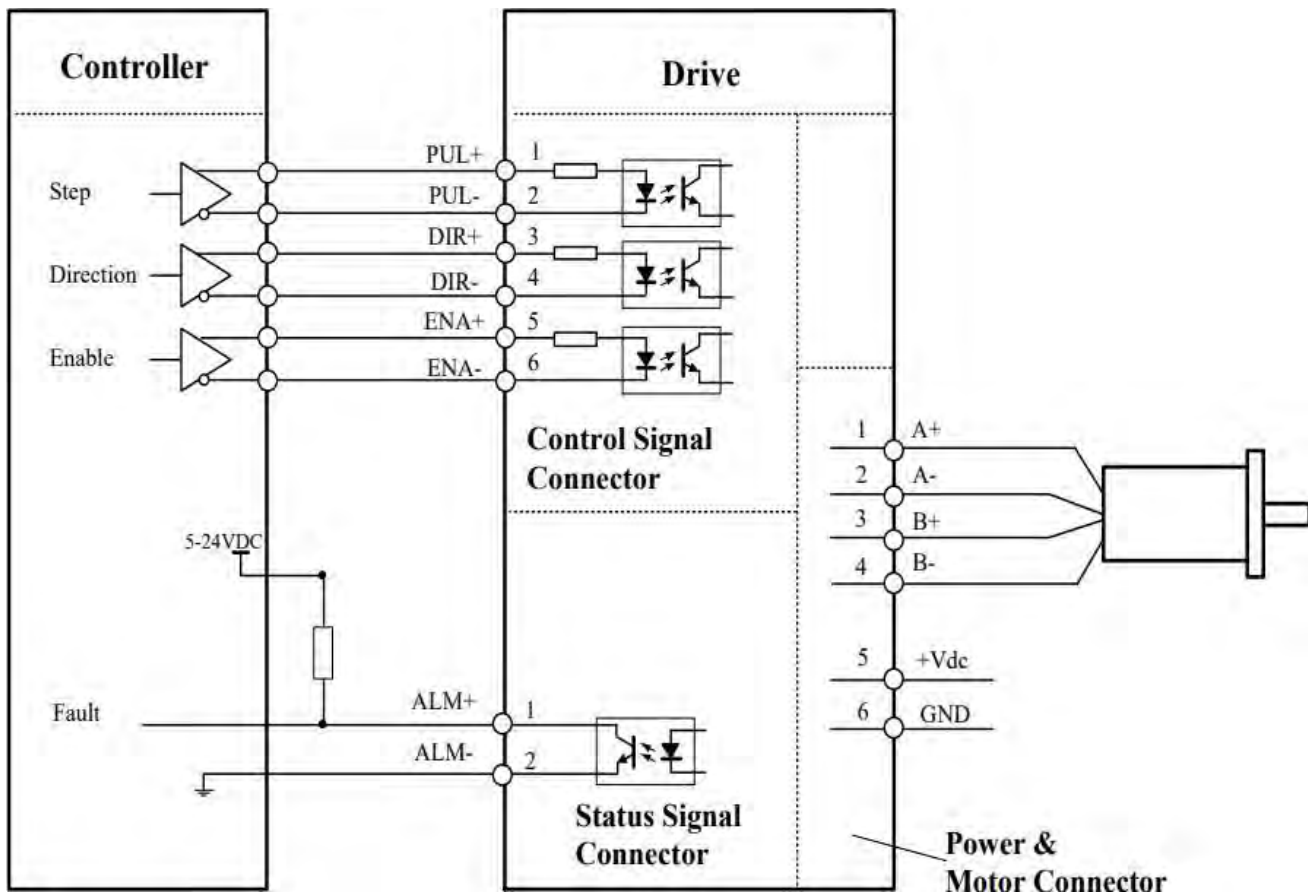 Controller
Drive
Step
PUL+ 1
PUL- 2
Direction
DIR+ 3
DIR- 4
Enable
ENA+ 5
ENA- 6
Control Signal
Connector
1 A+
2 A-
3 B+
4 B-
5 +Vdc
6 GND
5-24VDC
Fault
ALM+ 1
ALM- 2
Status Signal
Connector
Power &
Motor Connector